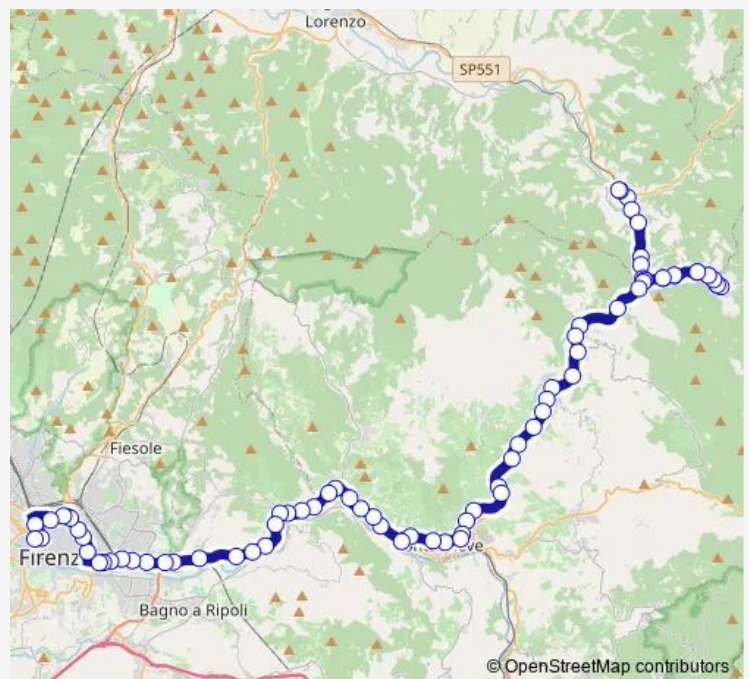 Lorenzo
SP551
Fiesole
Firenz
Bagno a Ripoli
© OpenStreetMap contributors